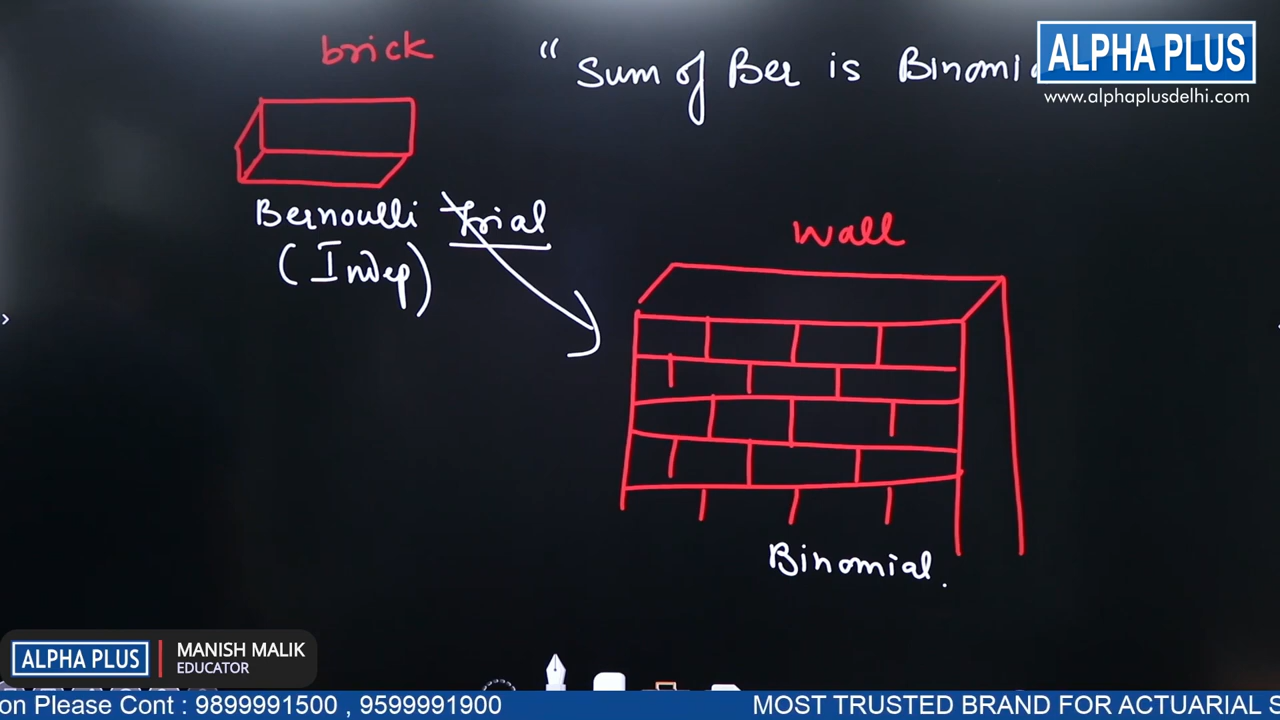 brick
“ Sum of Ber is Binomi
ALPHA PLUS
www.alphaplusdelhi.com
Bernoulli Trial
(Indep)
wall
Binomial.
ALPHA PLUS
MANISH MALIK
EDUCATOR
on Please Cont : 9899991500 , 9599991900
MOST TRUSTED BRAND FOR ACTUARIAL S